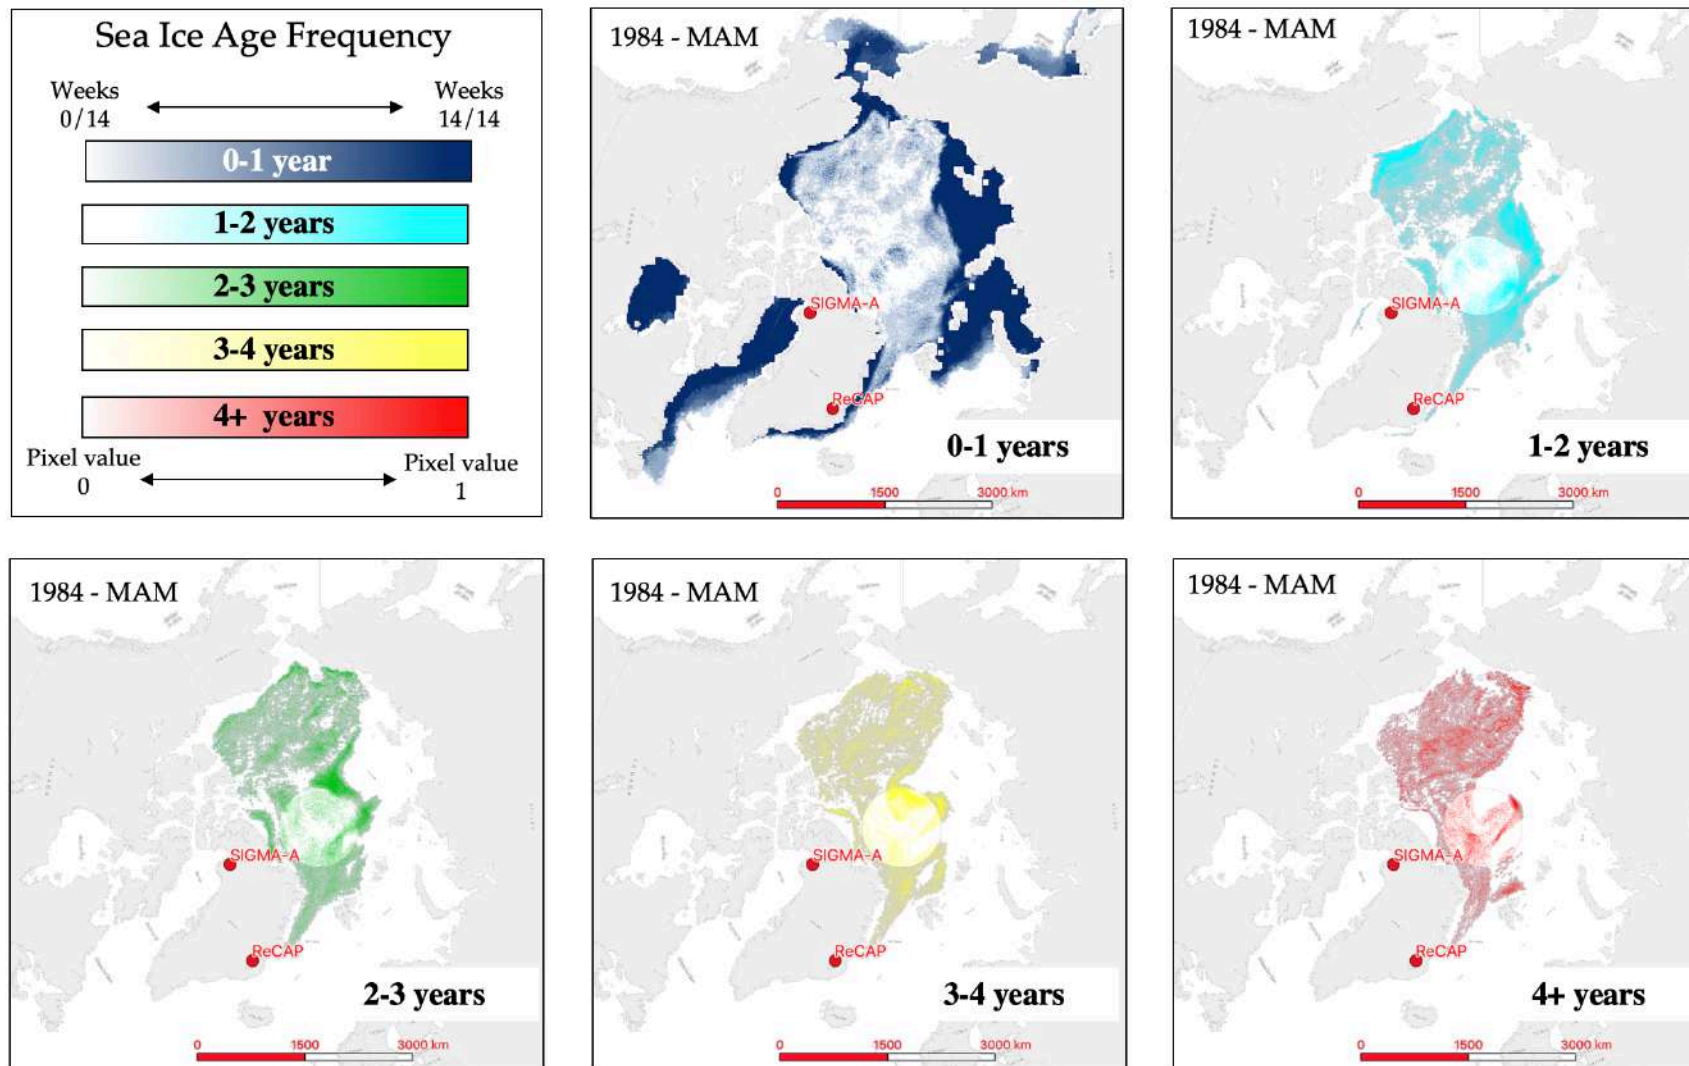 Sea Ice Age Frequency
Weeks Weeks
0/14 14/14
0-1 year
1-2 years
2-3 years
3-4 years
4+ years
Pixel value Pixel value
0 1
1984 - MAM
SIGMA-A
ReCAP
0-1 years
0 1500 3000 km
1984 - MAM
SIGMA-A
ReCAP
1-2 years
0 1500 3000 km
1984 - MAM
SIGMA-A
ReCAP
2-3 years
0 1500 3000 km
1984 - MAM
SIGMA-A
ReCAP
3-4 years
0 1500 3000 km
1984 - MAM
SIGMA-A
ReCAP
4+ years
0 1500 3000 km